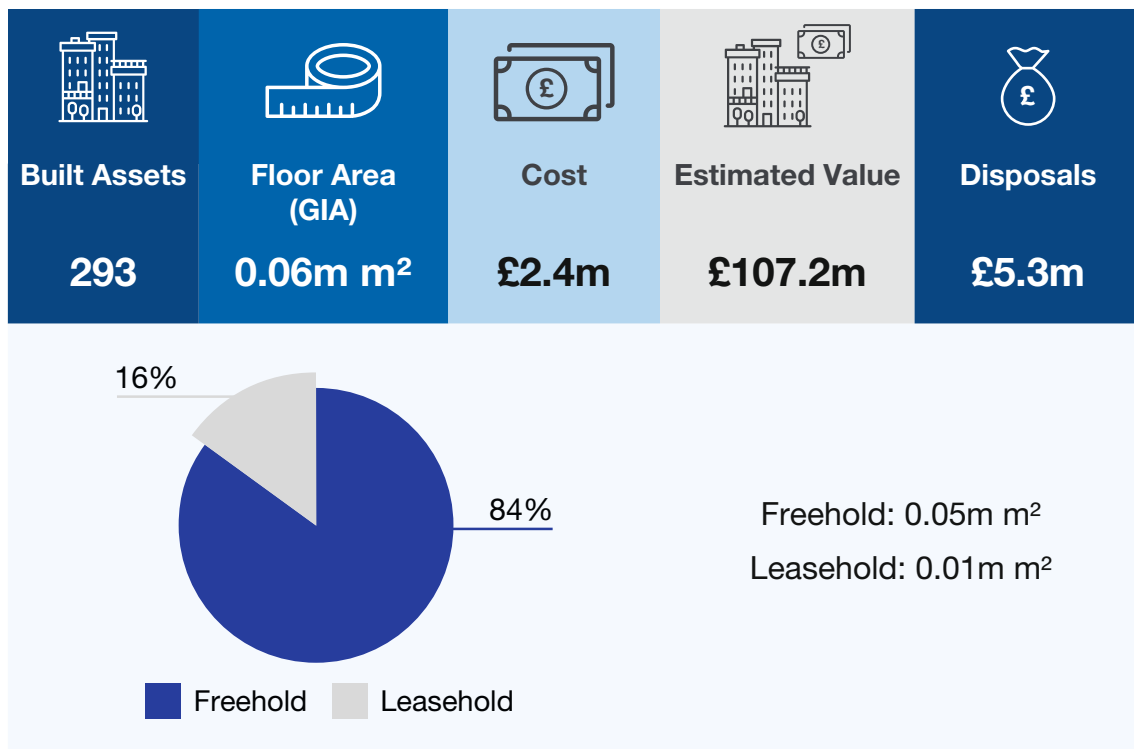 £
£
£
Built Assets
Floor Area
(GIA)
Cost
Estimated Value
Disposals
293
0.06m m²
£2.4m
£107.2m
£5.3m
16%
84%
Freehold: 0.05m m²
Leasehold: 0.01m m²
Freehold
Leasehold